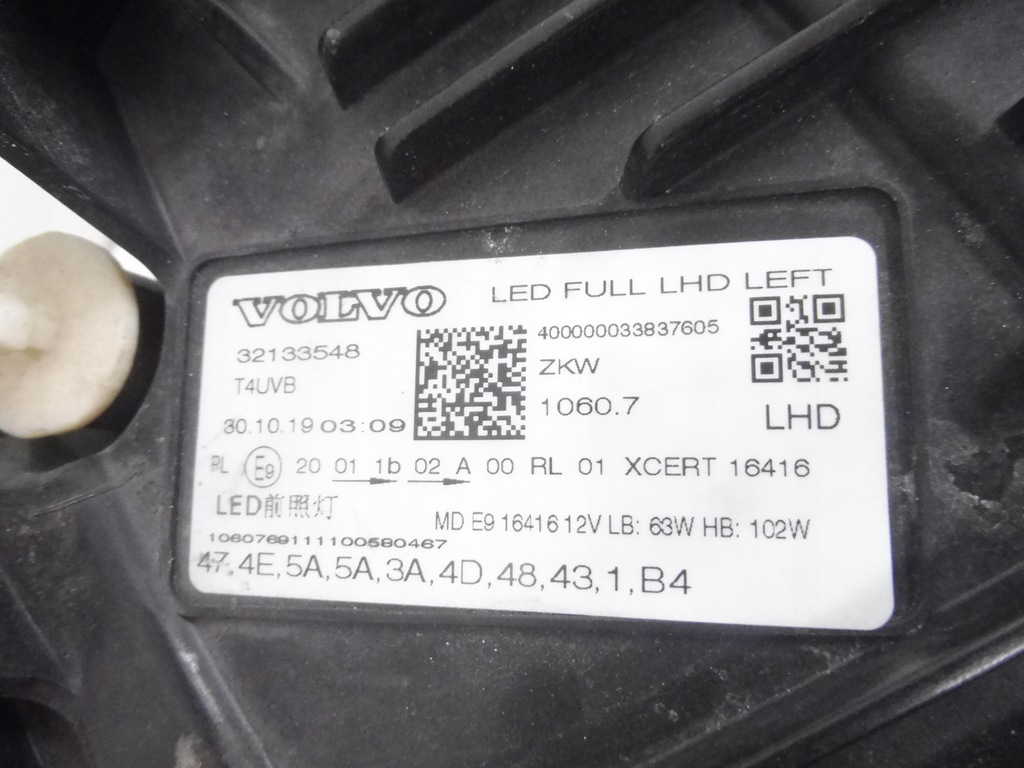 VOLVO LED FULL LHD LEFT
32133548 400000033837605
T4UVB ZKW
30.10.19 03:09 1060.7 LHD
PL E9 20 01 1b 02 A 00 RL 01 XCERT 16416
LED前照灯 MD E9 16416 12V LB: 63W HB: 102W
1060769111100580467
47,4E,5A,5A,3A,4D,48,43,1,B4